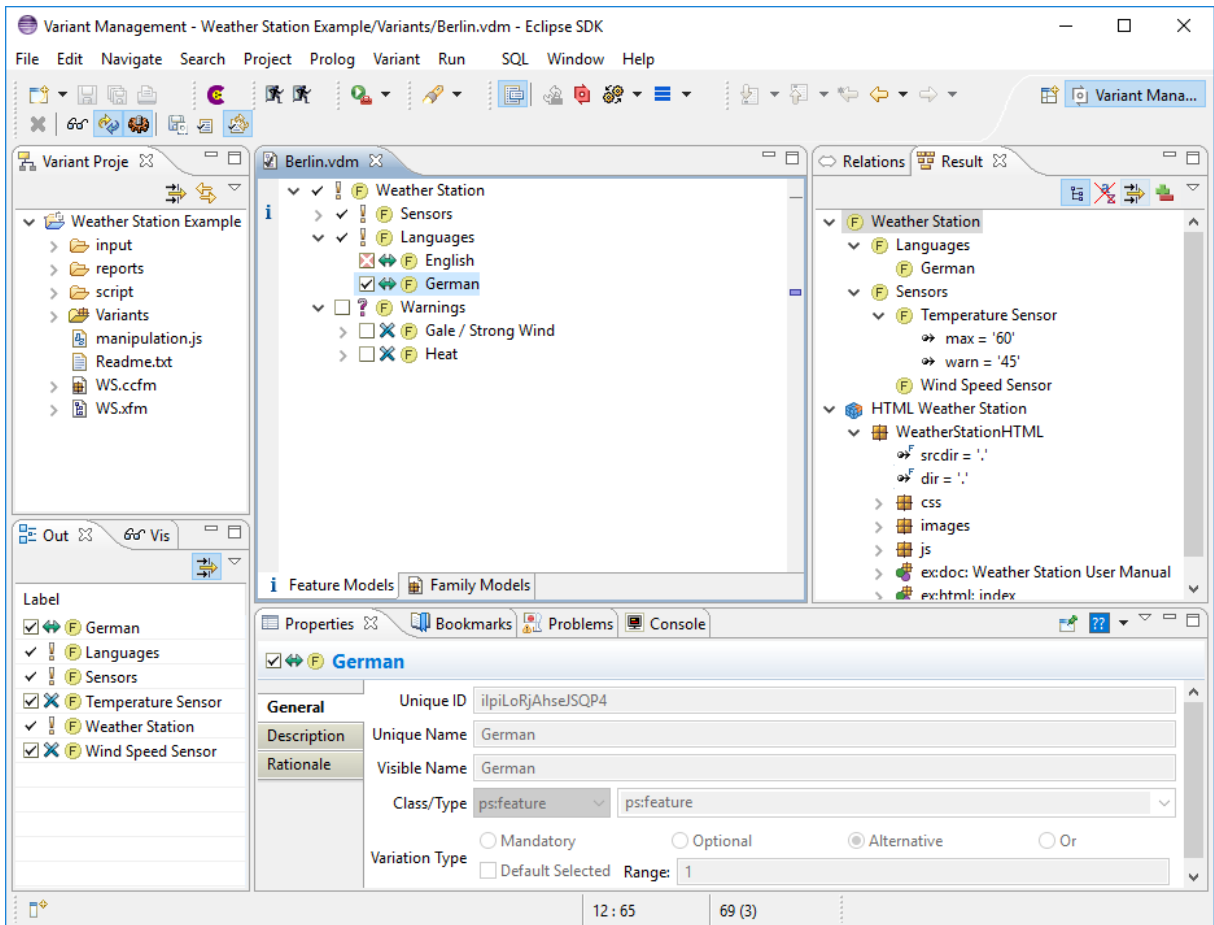 Variant Management - Weather Station Example/Variants/Berlin.vdm - Eclipse SDK
File Edit Navigate Search Project Prolog Variant Run SQL Window Help
Variant Mana...
Variant Proje
Weather Station Example
input
reports
script
Variants
manipulation.js
Readme.txt
WS.ccfm
WS.xfm
Berlin.vdm
Weather Station
Sensors
Languages
English
German
Warnings
Gale / Strong Wind
Heat
Feature Models Family Models
Relations Result
Weather Station
Languages
German
Sensors
Temperature Sensor
max = '60'
warn = '45'
Wind Speed Sensor
HTML Weather Station
WeatherStationHTML
srcdir = '.'
dir = '.'
css
images
js
ex:doc: Weather Station User Manual
ex:html: index
Out Vis
Label
German
Languages
Sensors
Temperature Sensor
Weather Station
Wind Speed Sensor
Properties Bookmarks Problems Console
German
General
Description
Rationale
Unique ID ilpiLoRjAhseJSQP4
Unique Name German
Visible Name German
Class/Type ps:feature ps:feature
Variation Type Mandatory Optional Alternative Or
Default Selected Range: 1
12 : 65 69 (3)